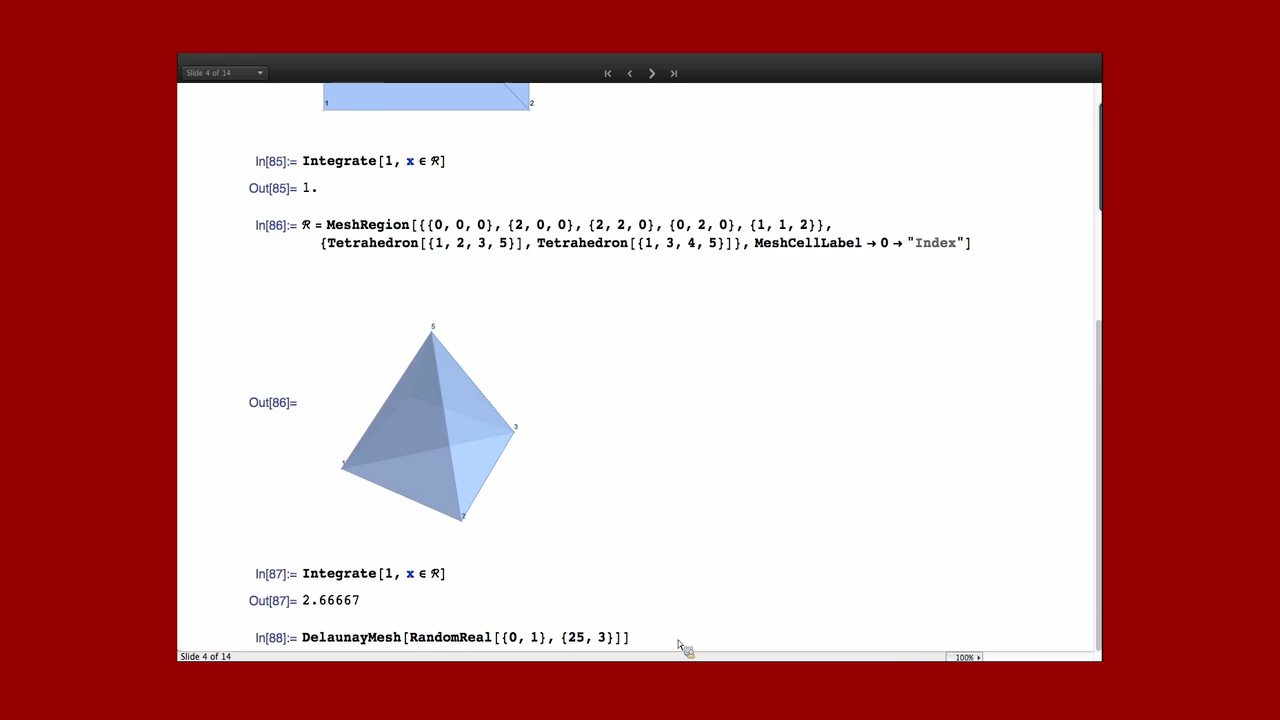 Slide 4 of 14
1 2
In[85]:= Integrate[1, x ∈ ℛ]
Out[85]= 1.
In[86]:= ℛ = MeshRegion[{{0, 0, 0}, {2, 0, 0}, {2, 2, 0}, {0, 2, 0}, {1, 1, 2}},
{Tetrahedron[{1, 2, 3, 5}], Tetrahedron[{1, 3, 4, 5}]}, MeshCellLabel → 0 → "Index"]
5
Out[86]=
3
1
2
In[87]:= Integrate[1, x ∈ ℛ]
Out[87]= 2.66667
In[88]:= DelaunayMesh[RandomReal[{0, 1}, {25, 3}]]
Slide 4 of 14 100%